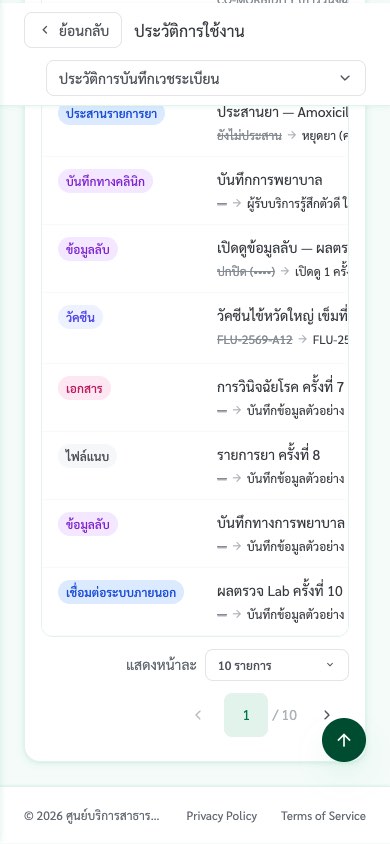 ย้อนกลับ
ประวัติการใช้งาน
ประวัติการบันทึกเวชระเบียน
ประสานรายการยา
ประสานยา — Amoxicil
ยังไม่ประสาน → หยุดยา (ค
บันทึกทางคลินิก
บันทึกการพยาบาล
— → ผู้รับบริการรู้สึกตัวดี ไ
ข้อมูลลับ
เปิดดูข้อมูลลับ — ผลตร
ปกปิด (----) → เปิดดู 1 ครั้
วัคซีน
วัคซีนไข้หวัดใหญ่ เข็มที่
FLU-2569-A12 → FLU-25
เอกสาร
การวินิจฉัยโรค ครั้งที่ 7
— → บันทึกข้อมูลตัวอย่าง
ไฟล์แนบ
รายการยา ครั้งที่ 8
— → บันทึกข้อมูลตัวอย่าง
ข้อมูลลับ
บันทึกทางการพยาบาล
— → บันทึกข้อมูลตัวอย่าง
เชื่อมต่อระบบภายนอก
ผลตรวจ Lab ครั้งที่ 10
— → บันทึกข้อมูลตัวอย่าง
แสดงหน้าละ
10 รายการ
1 / 10
© 2026 ศูนย์บริการสาธาร...
Privacy Policy
Terms of Service